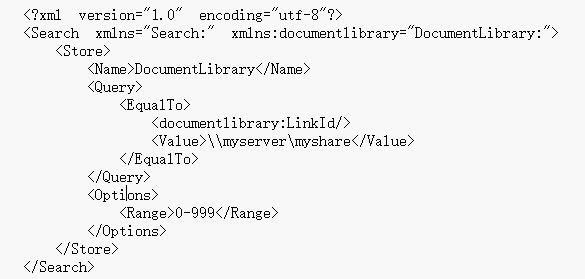 <?xml version="1.0" encoding="utf-8"?>
<Search xmlns="Search:" xmlns:documentlibrary="DocumentLibrary:">
<Store>
<Name>DocumentLibrary</Name>
<Query>
<EqualTo>
<documentlibrary:LinkId/>
<Value>\\myserver\myshare</Value>
</EqualTo>
</Query>
<Options>
<Range>0-999</Range>
</Options>
</Store>
</Search>